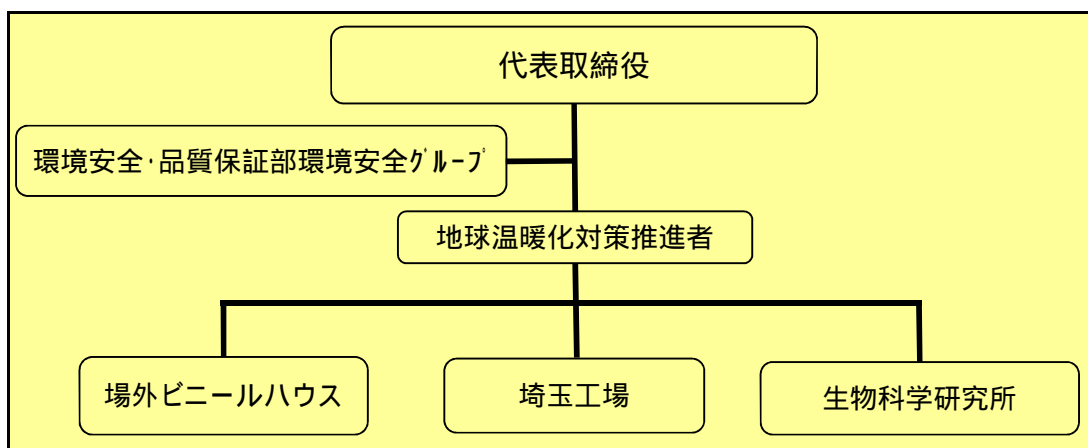 代表取締役
環境安全･品質保証部環境安全ｸﾞﾙｰﾌﾟ
地球温暖化対策推進者
場外ビニールハウス
埼玉工場
生物科学研究所